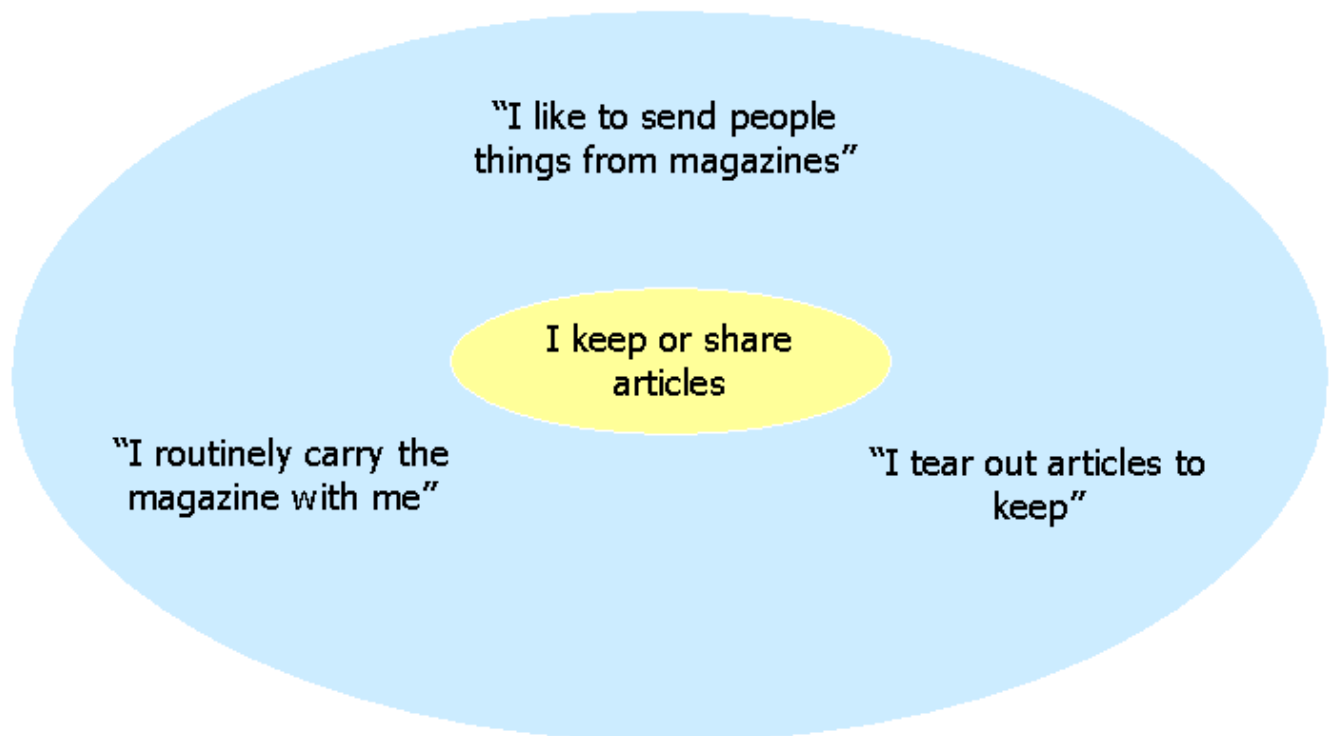 “I like to send people
things from magazines”
I keep or share
articles
“I routinely carry the
magazine with me”
“I tear out articles to
keep”